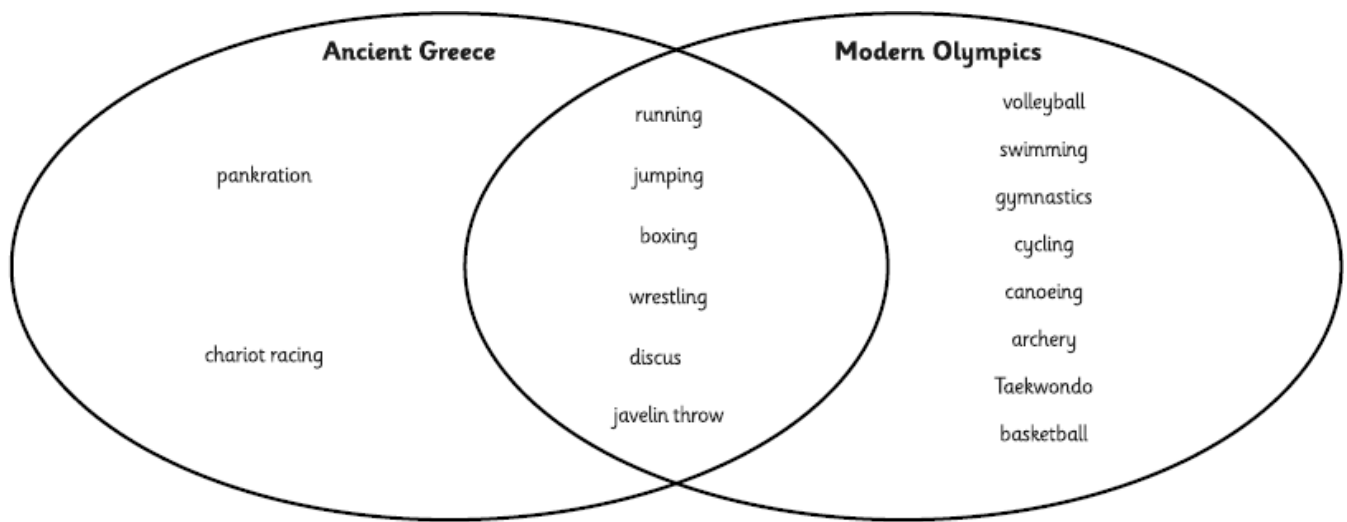 Ancient Greece
pankration
chariot racing
running
jumping
boxing
wrestling
discus
javelin throw
Modern Olympics
volleyball
swimming
gymnastics
cycling
canoeing
archery
Taekwondo
basketball